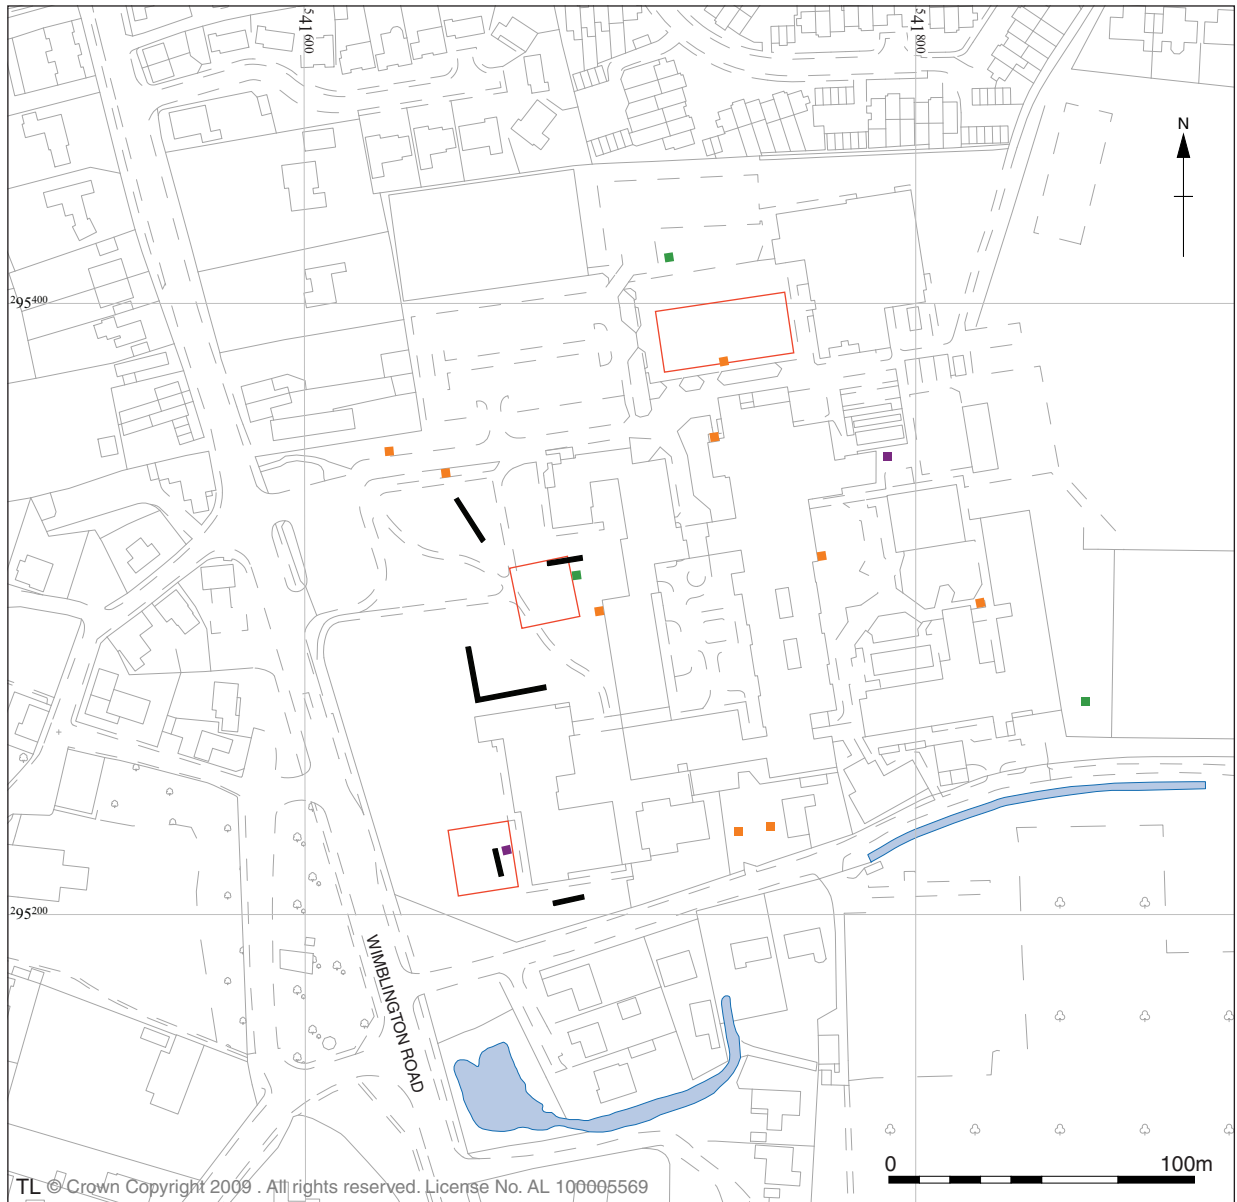 541600
541800
N
295400
295200
WIMBLINGTON ROAD
0 100m
TL © Crown Copyright 2009 . All rights reserved. License No. AL 100005569